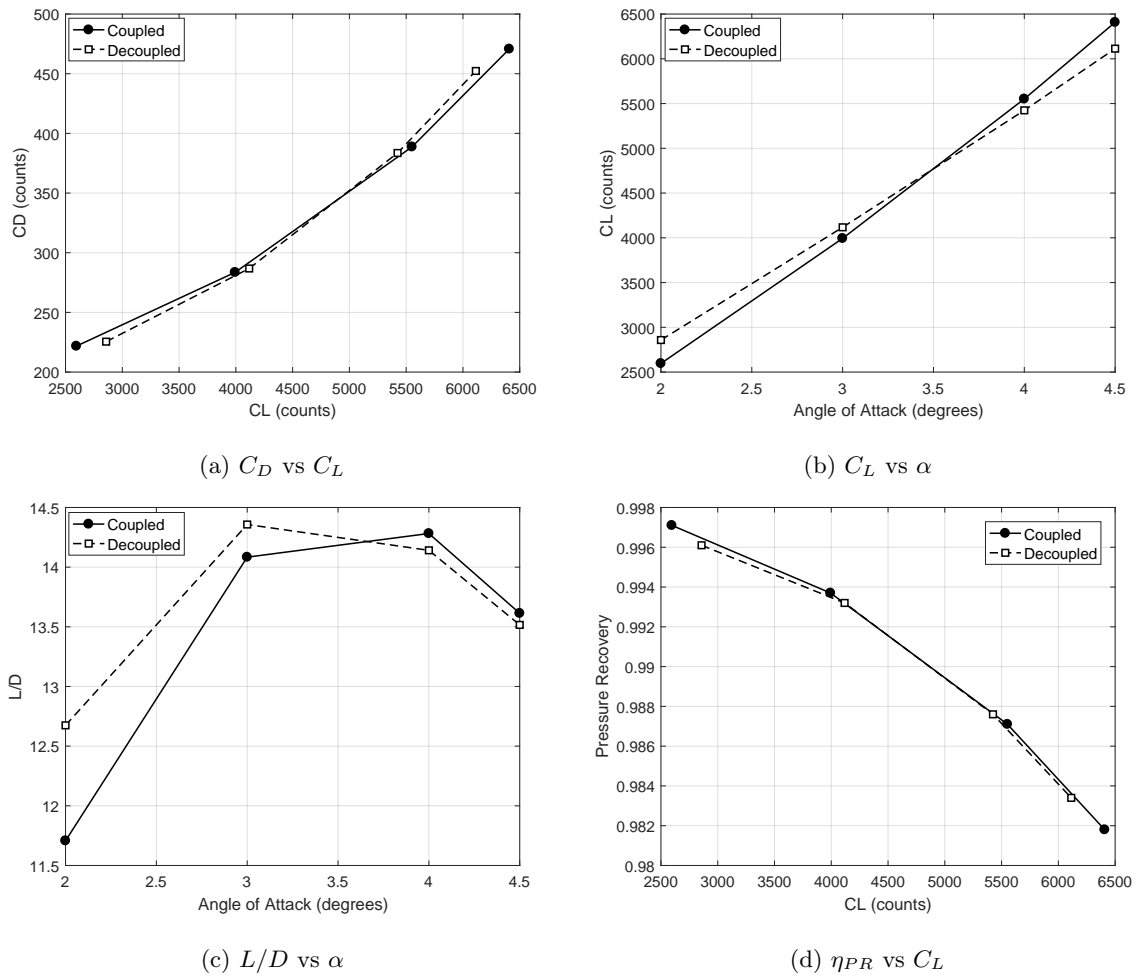 500
450
400
350
300
250
200
CD (counts)
Coupled
Decoupled
2500 3000 3500 4000 4500 5000 5500 6000 6500
CL (counts)
(a) C_D vs C_L
6500
6000
5500
5000
4500
4000
3500
3000
2500
CL (counts)
Coupled
Decoupled
2 2.5 3 3.5 4 4.5
Angle of Attack (degrees)
(b) C_L vs α
14.5
14
13.5
13
12.5
12
11.5
L/D
Coupled
Decoupled
2 2.5 3 3.5 4 4.5
Angle of Attack (degrees)
(c) L/D vs α
0.998
0.996
0.994
0.992
0.99
0.988
0.986
0.984
0.982
0.98
Pressure Recovery
Coupled
Decoupled
2500 3000 3500 4000 4500 5000 5500 6000 6500
CL (counts)
(d) η_PR vs C_L